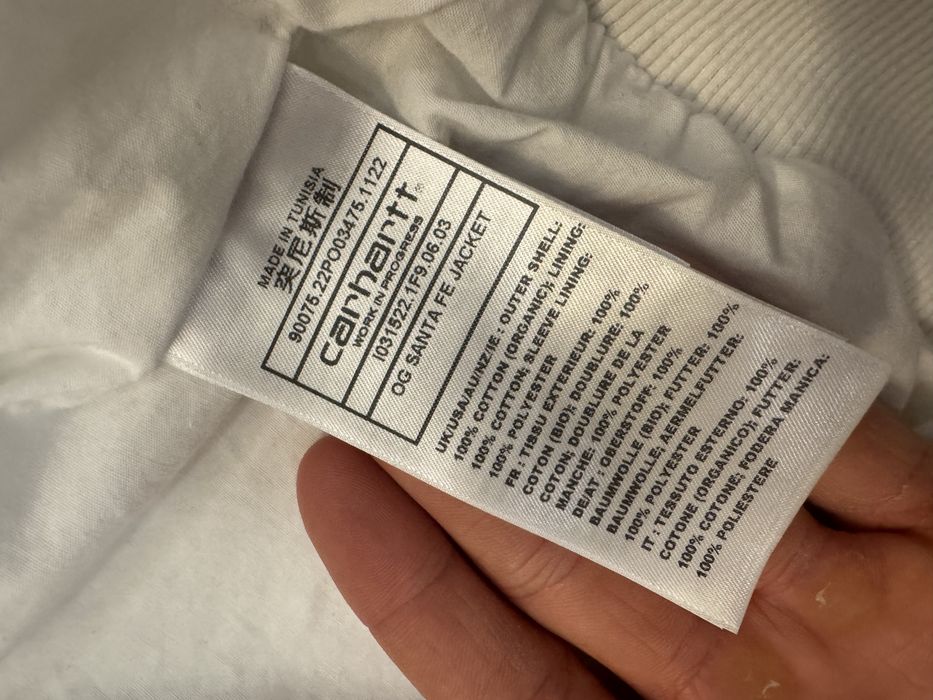 MADE IN TUNISIA
突尼斯制
90075.22PO03475.1122
carhartt®
WORK IN PROGRESS
I031522.1F9.06.03
OG SANTA FE JACKET
UK/USA/AU/NZ/IE : OUTER SHELL:
100% COTTON (ORGANIC); LINING:
100% COTTON; SLEEVE LINING:
100% POLYESTER
FR : TISSU EXTERIEUR: 100%
COTON (BIO); DOUBLURE: 100%
COTON; DOUBLURE DE LA
MANCHE: 100% POLYESTER
DE/AT : OBERSTOFF: 100%
BAUMWOLLE (BIO); FUTTER: 100%
BAUMWOLLE; AERMELFUTTER:
100% POLYESTER
IT : TESSUTO ESTERNO: 100%
COTONE (ORGANICO); FUTTER:
100% COTONE; FODERA MANICA:
100% POLIESTERE